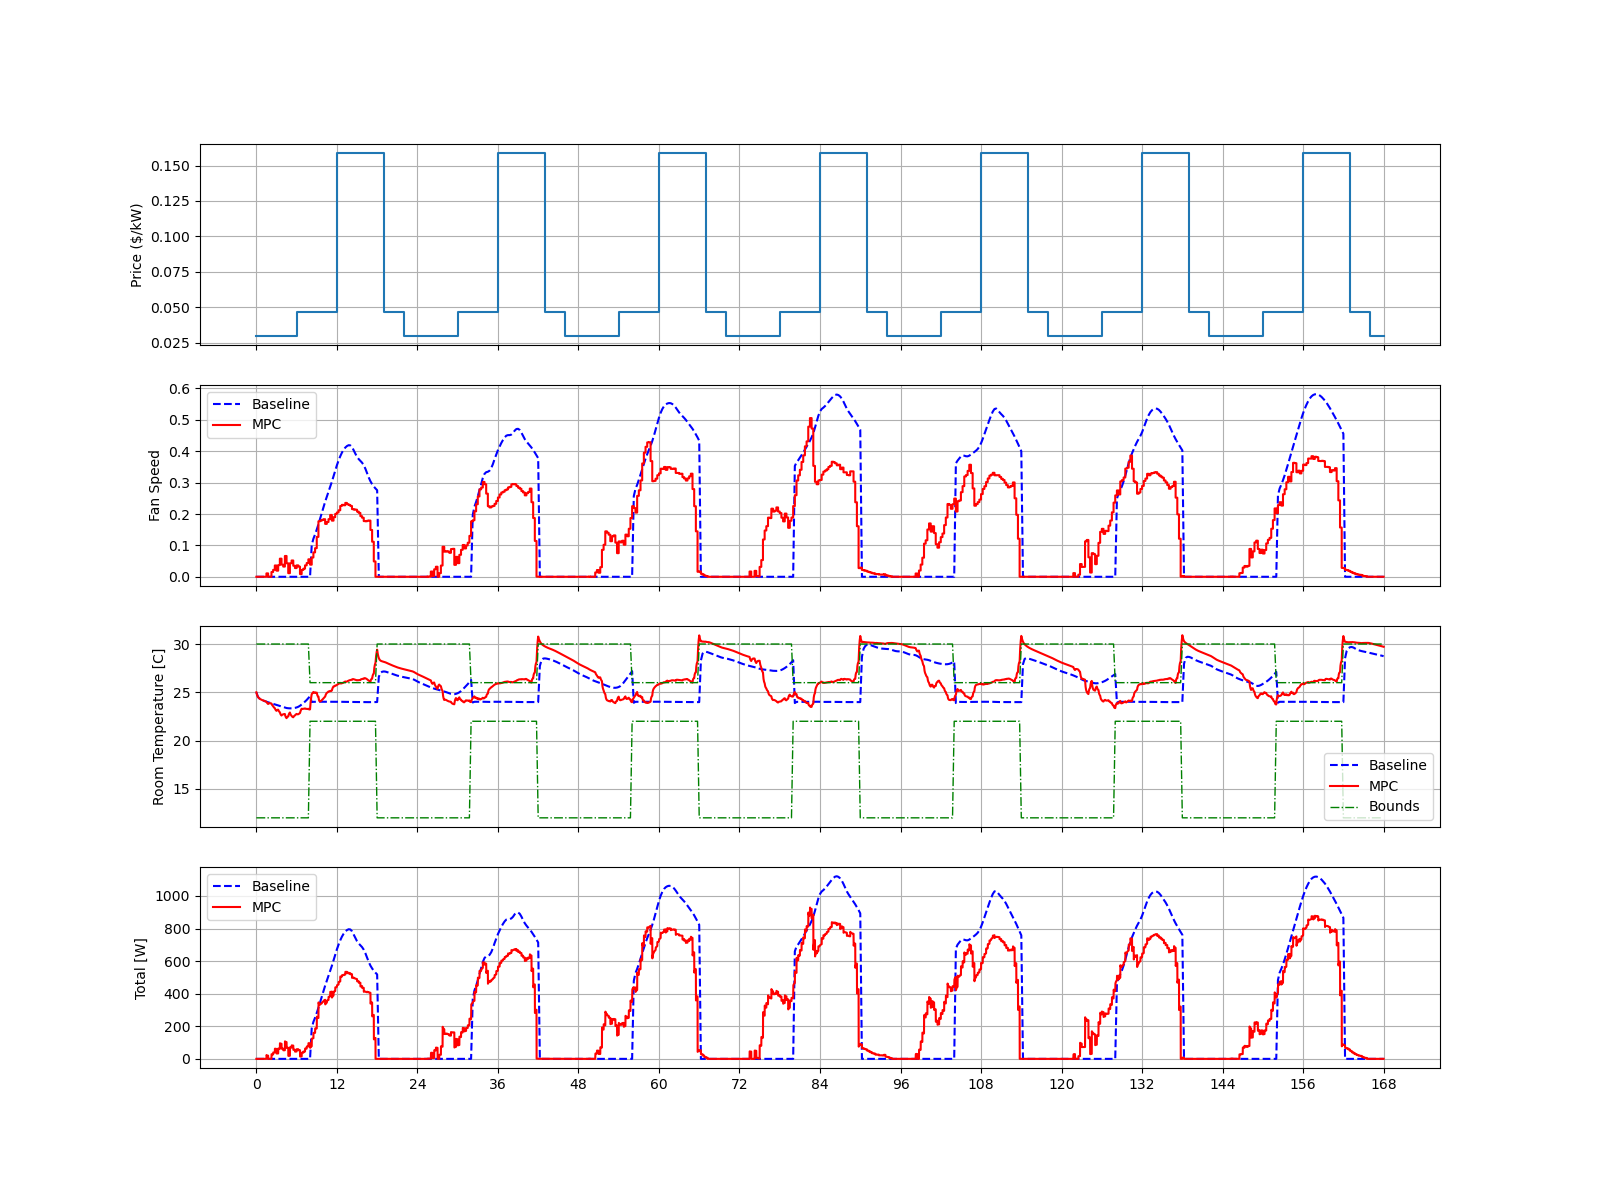 Price ($/kW)
0.150
0.125
0.100
0.075
0.050
0.025
Fan Speed
0.6
0.5
0.4
0.3
0.2
0.1
0.0
Baseline
MPC
Room Temperature [C]
30
25
20
15
Baseline
MPC
Bounds
Total [W]
1000
800
600
400
200
0
Baseline
MPC
0 12 24 36 48 60 72 84 96 108 120 132 144 156 168